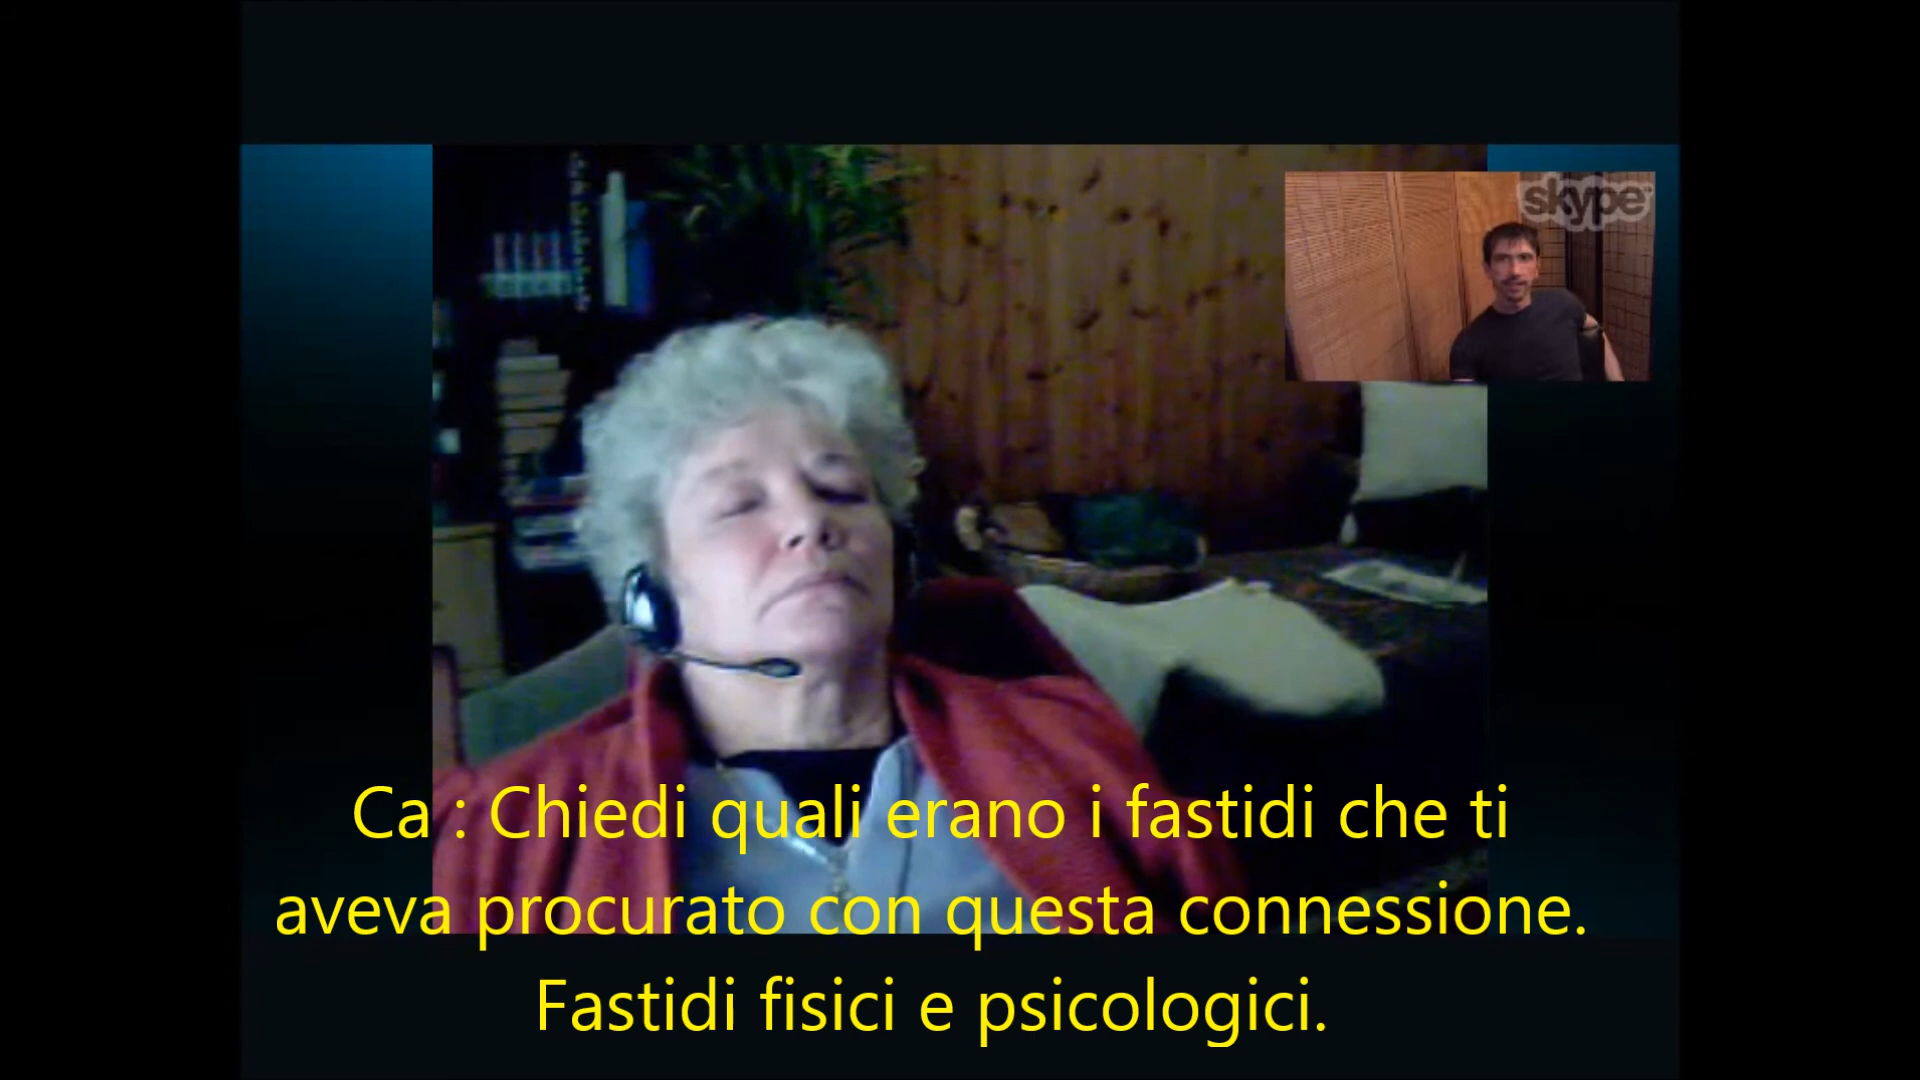 skype
Ca : Chiedi quali erano i fastidi che ti
aveva procurato con questa connessione.
Fastidi fisici e psicologici.